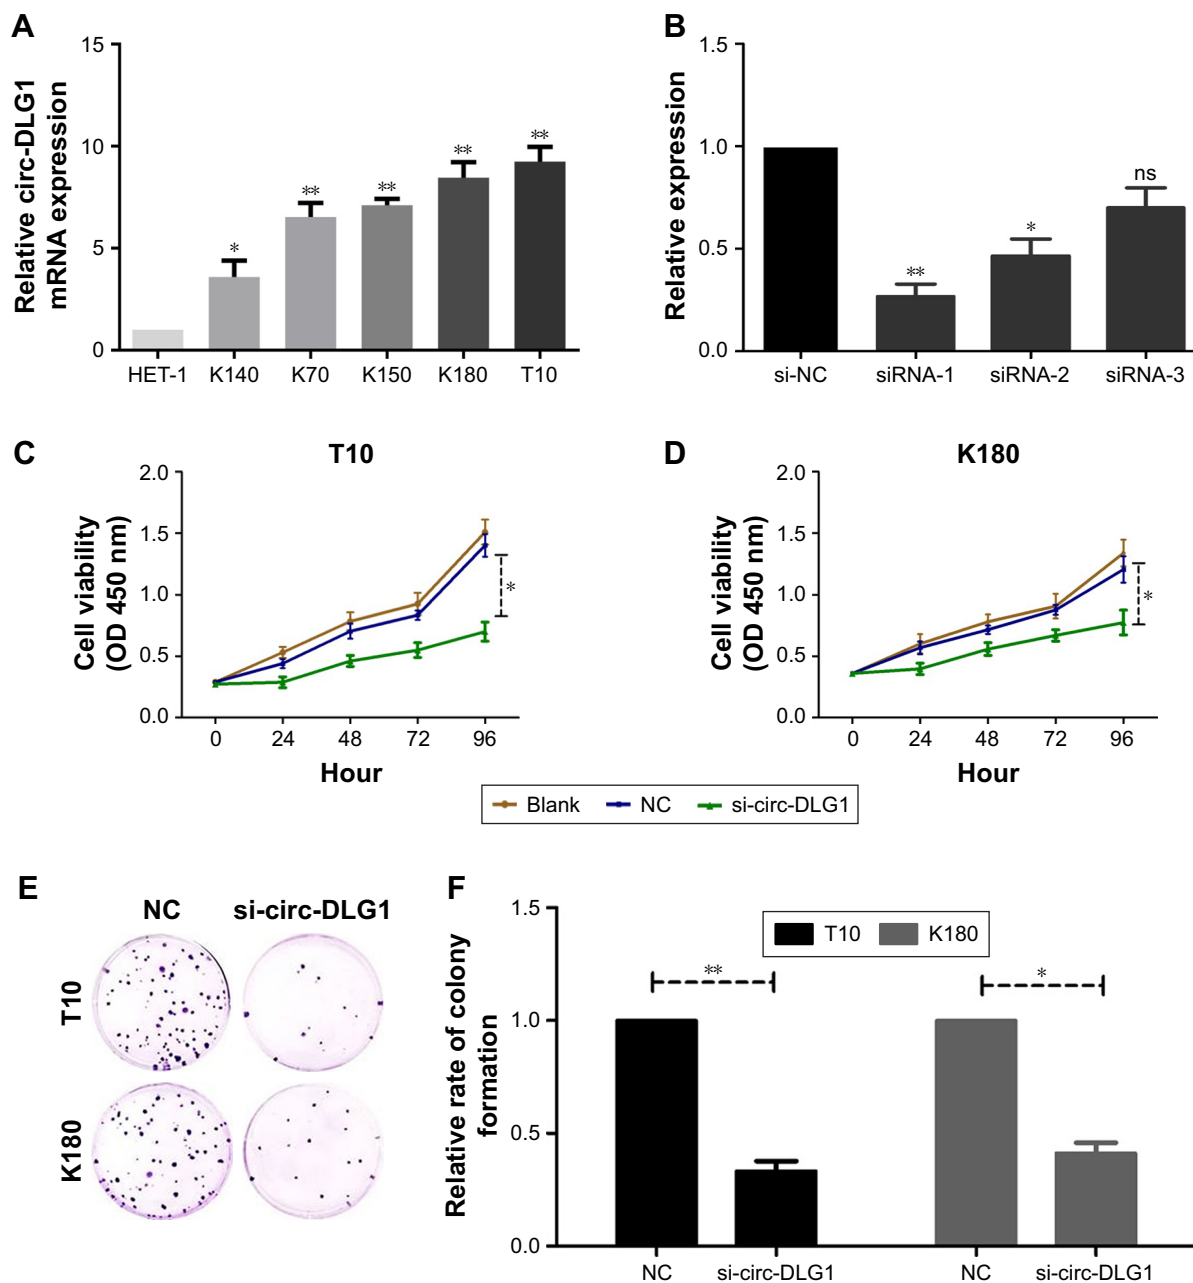 A
Relative circ-DLG1
mRNA expression
15
10
5
0
*
**
**
**
**
HET-1 K140 K70 K150 K180 T10
B
Relative expression
1.5
1.0
0.5
0.0
**
*
ns
si-NC siRNA-1 siRNA-2 siRNA-3
C
T10
Cell viability
(OD 450 nm)
2.0
1.5
1.0
0.5
0.0
*
0 24 48 72 96
Hour
D
K180
Cell viability
(OD 450 nm)
2.0
1.5
1.0
0.5
0.0
*
0 24 48 72 96
Hour
Blank NC si-circ-DLG1
E
NC si-circ-DLG1
T10
K180
F
Relative rate of colony
formation
1.5
1.0
0.5
0.0
T10 K180
**
*
NC si-circ-DLG1 NC si-circ-DLG1